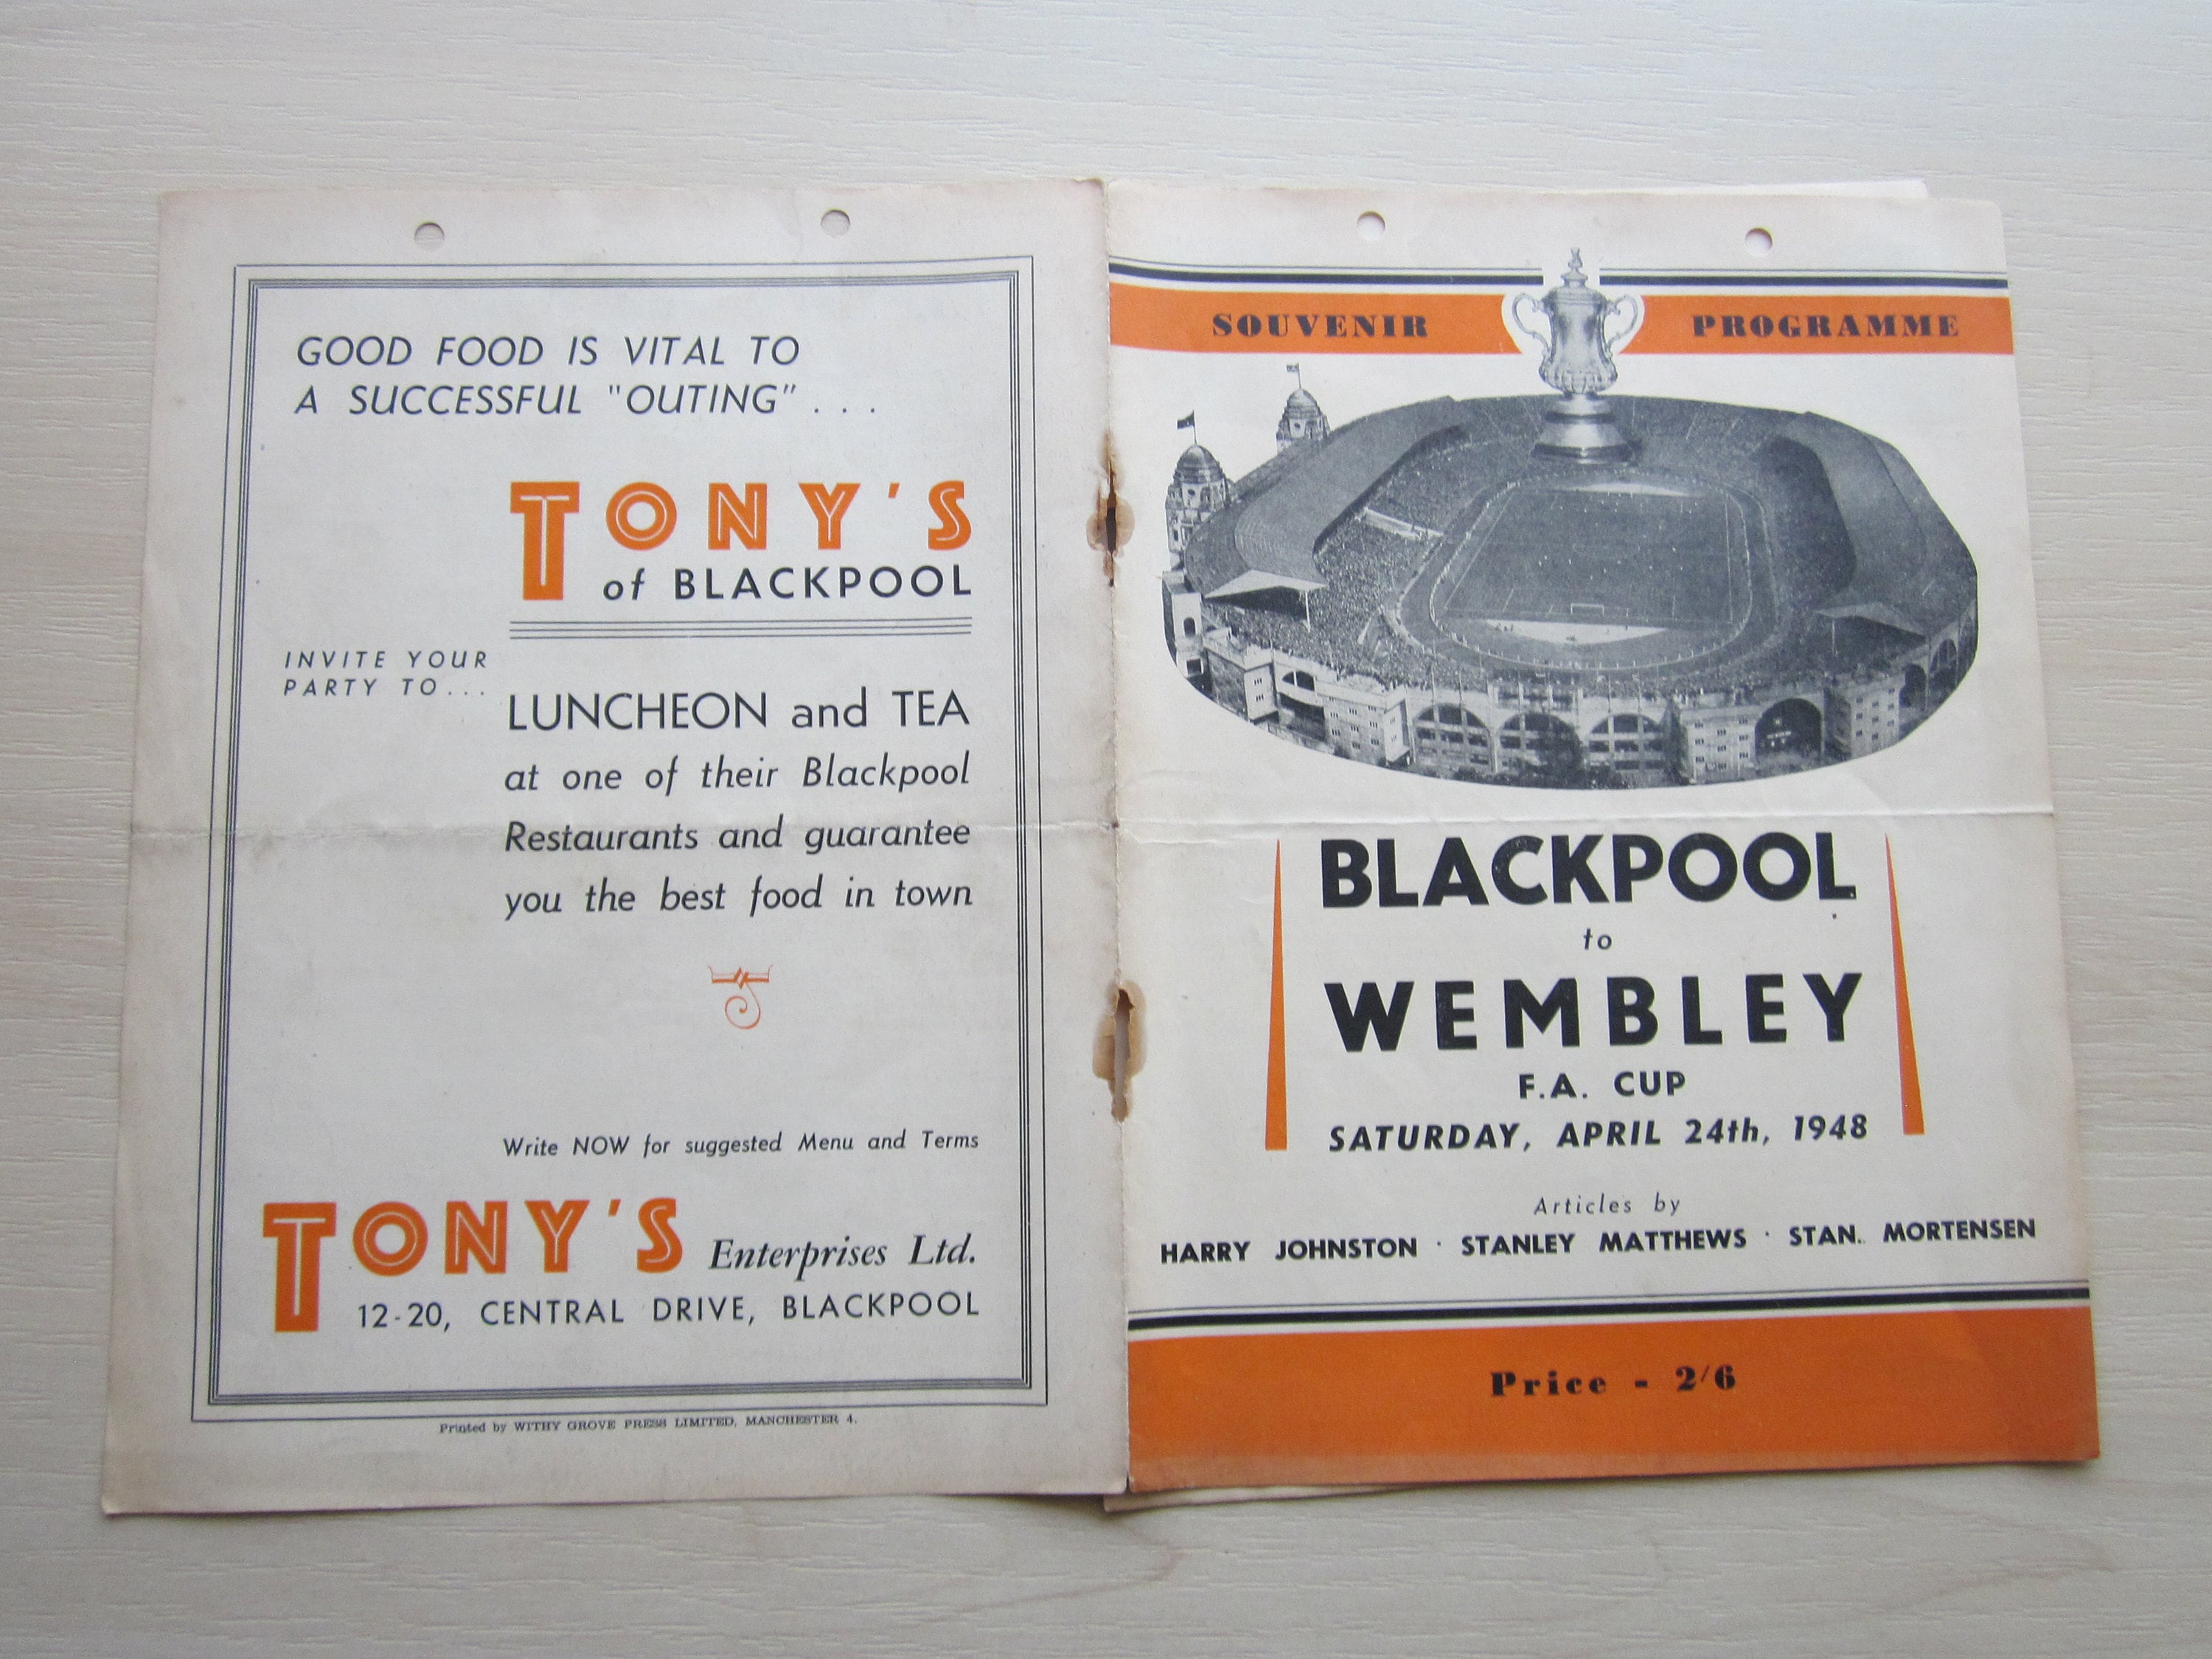 GOOD FOOD IS VITAL TO
A SUCCESSFUL "OUTING" . . .
TONY'S
of BLACKPOOL
INVITE YOUR
PARTY TO...
LUNCHEON and TEA
at one of their Blackpool
Restaurants and guarantee
you the best food in town
Write NOW for suggested Menu and Terms
TONY'S Enterprises Ltd.
12-20, CENTRAL DRIVE, BLACKPOOL
Printed by WITHY GROVE PRESS LIMITED, MANCHESTER 4.
SOUVENIR PROGRAMME
BLACKPOOL
to
WEMBLEY
F.A. CUP
SATURDAY, APRIL 24th, 1948
Articles by
HARRY JOHNSTON · STANLEY MATTHEWS · STAN. MORTENSEN
Price - 2/6